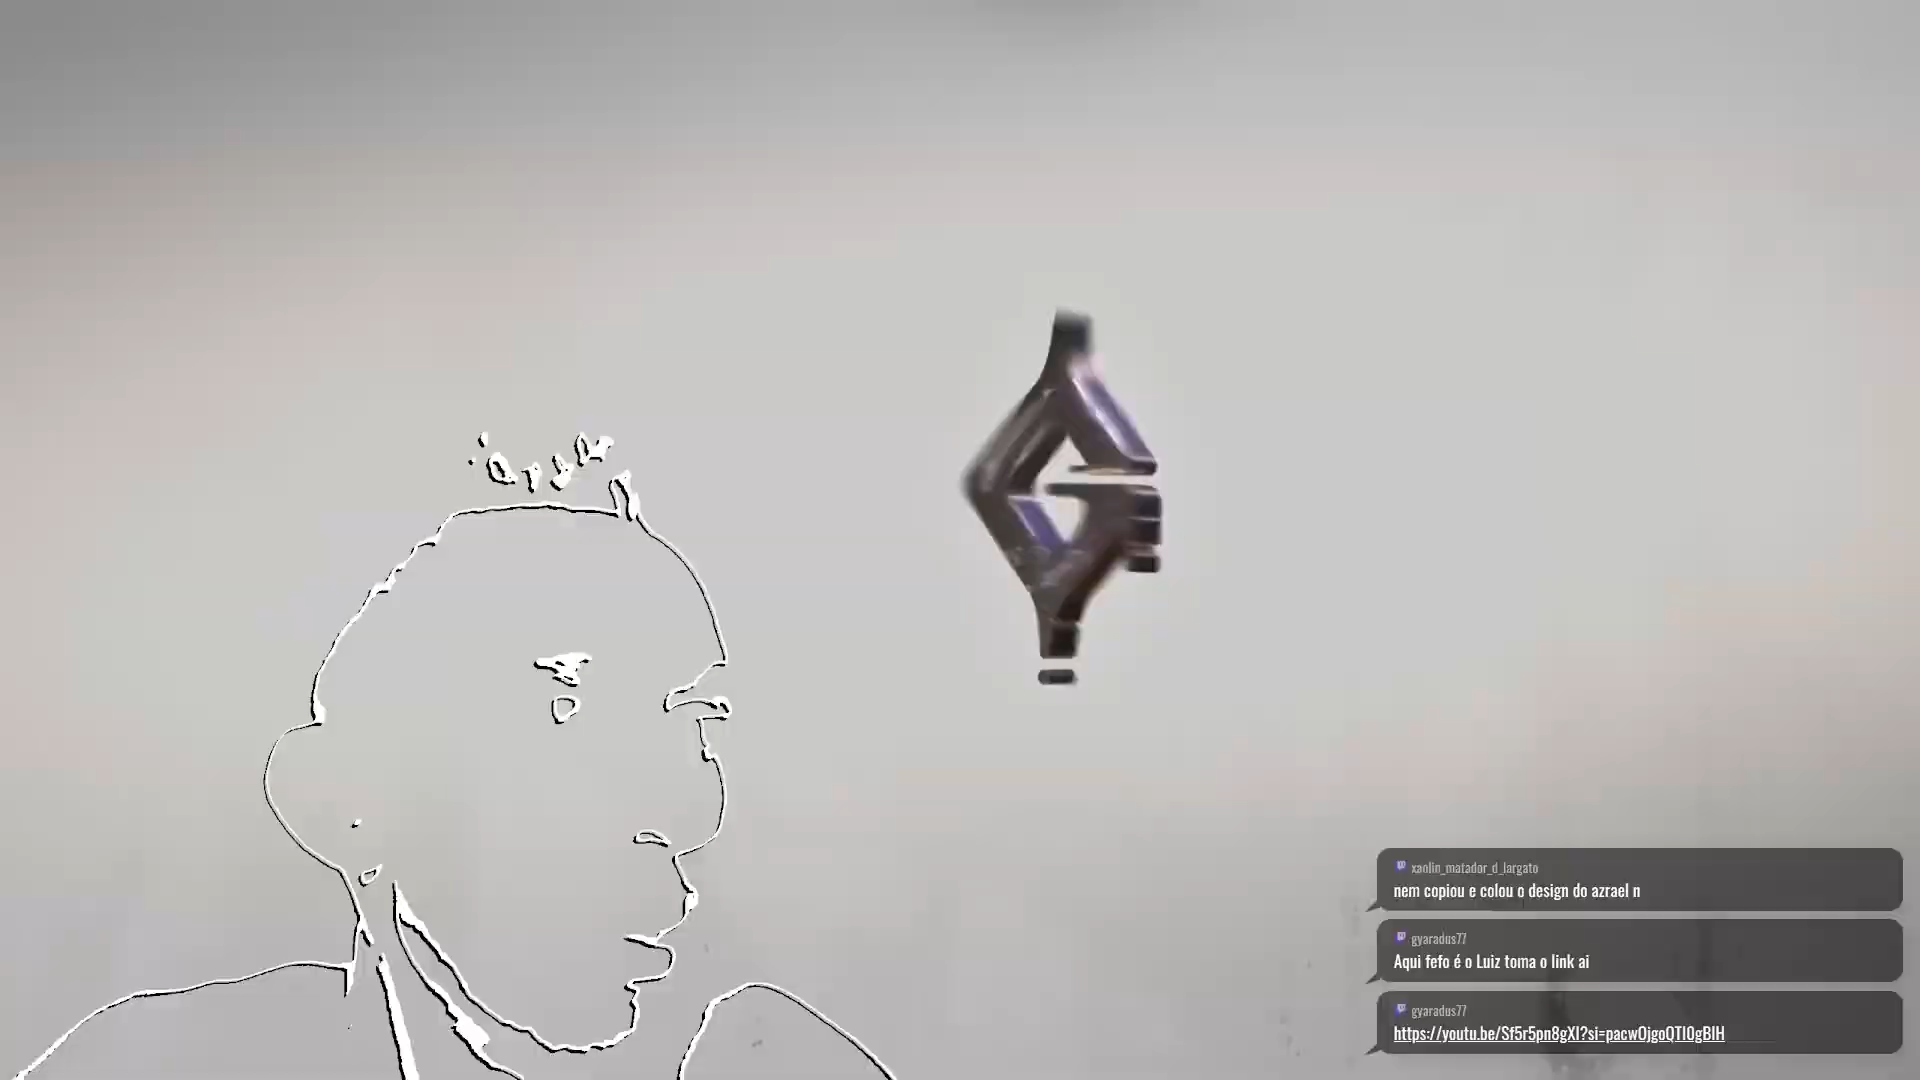 xaolin_matador_d_largato
nem copiou e colou o design do azrael n
gyaradus77
Aqui fefo é o Luiz toma o link ai
gyaradus77
https://youtu.be/Sf5r5pn8gXI?si=pacwOjgoQTI0gBIH